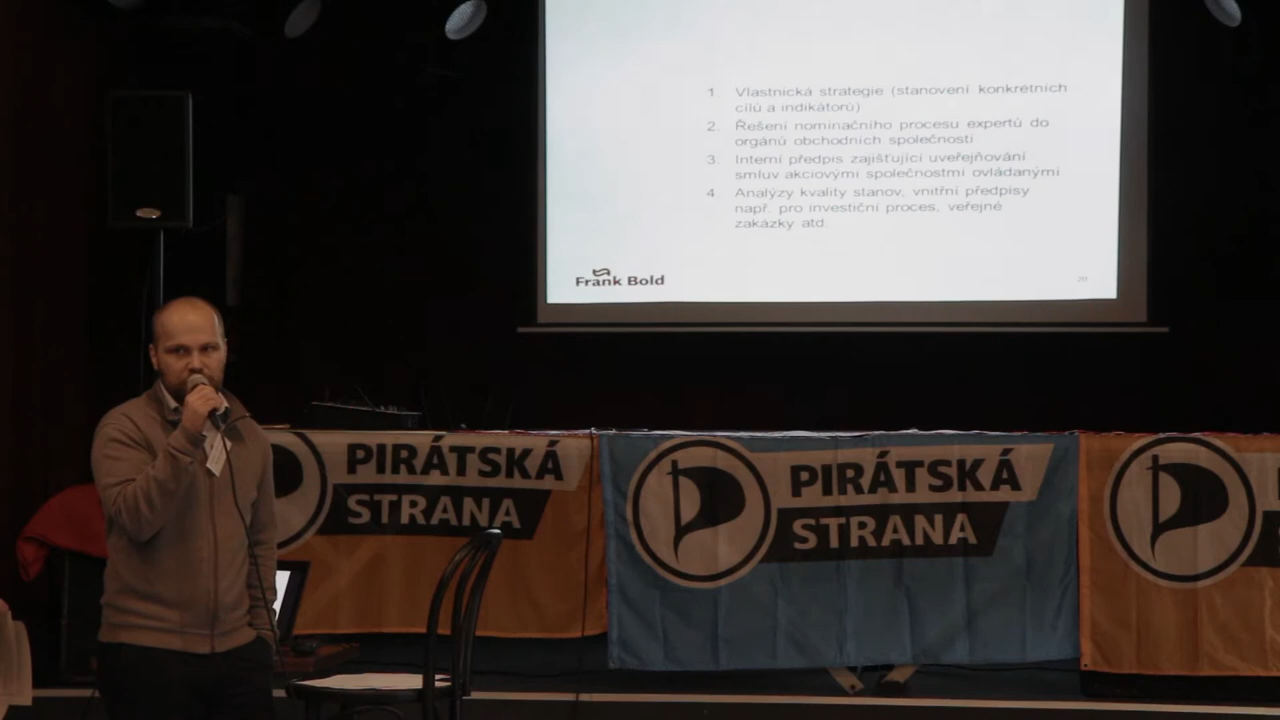 1 Vlastnická strategie (stanovení konkrétních
cílů a indikátorů)
2. Řešení nominačního procesu expertů do
orgánů obchodních společností
3. Interní předpis zajišťující uveřejňování
smluv akciovými společnostmi ovládanými
4 Analýzy kvality stanov, vnitřní předpisy
např. pro investiční proces, veřejné
zakázky atd.
Frank Bold
20
PIRÁTSKÁ
STRANA
PIRÁTSKÁ
STRANA